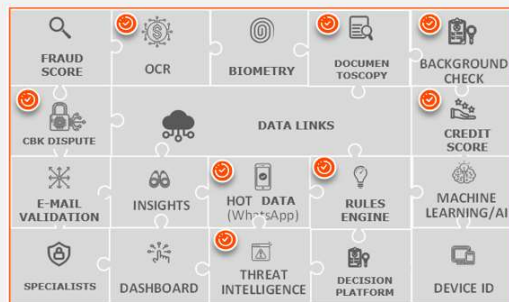 FRAUD
SCORE
OCR
BIOMETRY
DOCUMEN
TOSCOPY
BACKGROUND
CHECK
CBK DISPUTE
DATA LINKS
CREDIT
SCORE
E-MAIL
VALIDATION
INSIGHTS
HOT DATA
(WhatsApp)
RULES
ENGINE
MACHINE
LEARNING/AI
SPECIALISTS
DASHBOARD
THREAT
INTELLIGENCE
DECISION
PLATFORM
DEVICE ID